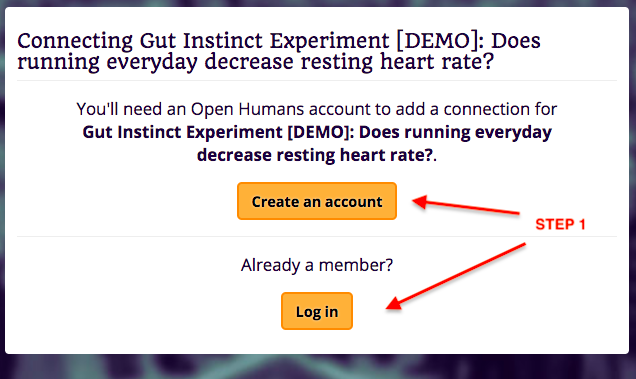 Connecting Gut Instinct Experiment [DEMO]: Does
running everyday decrease resting heart rate?
You'll need an Open Humans account to add a connection for
Gut Instinct Experiment [DEMO]: Does running everyday
decrease resting heart rate?.
Create an account
STEP 1
Already a member?
Log in